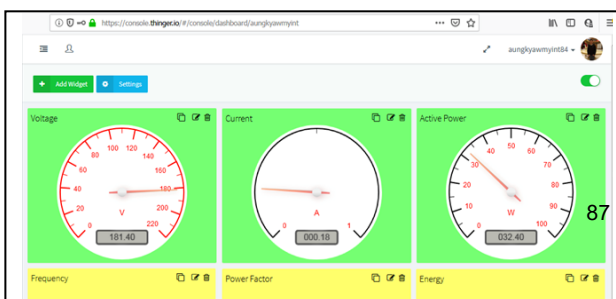 https://console.thinger.io/#/console/dashboard/aungkyawmyint
aungkyawmyint84
+ Add Widget Settings
Voltage Current Active Power
0 20 40 60 80 100 120 140 160 180 200 220
V
181.40
0 1
A
000.18
0 10 20 30 40 50 60 70 80 90 100
W
032.40
87
Frequency Power Factor Energy